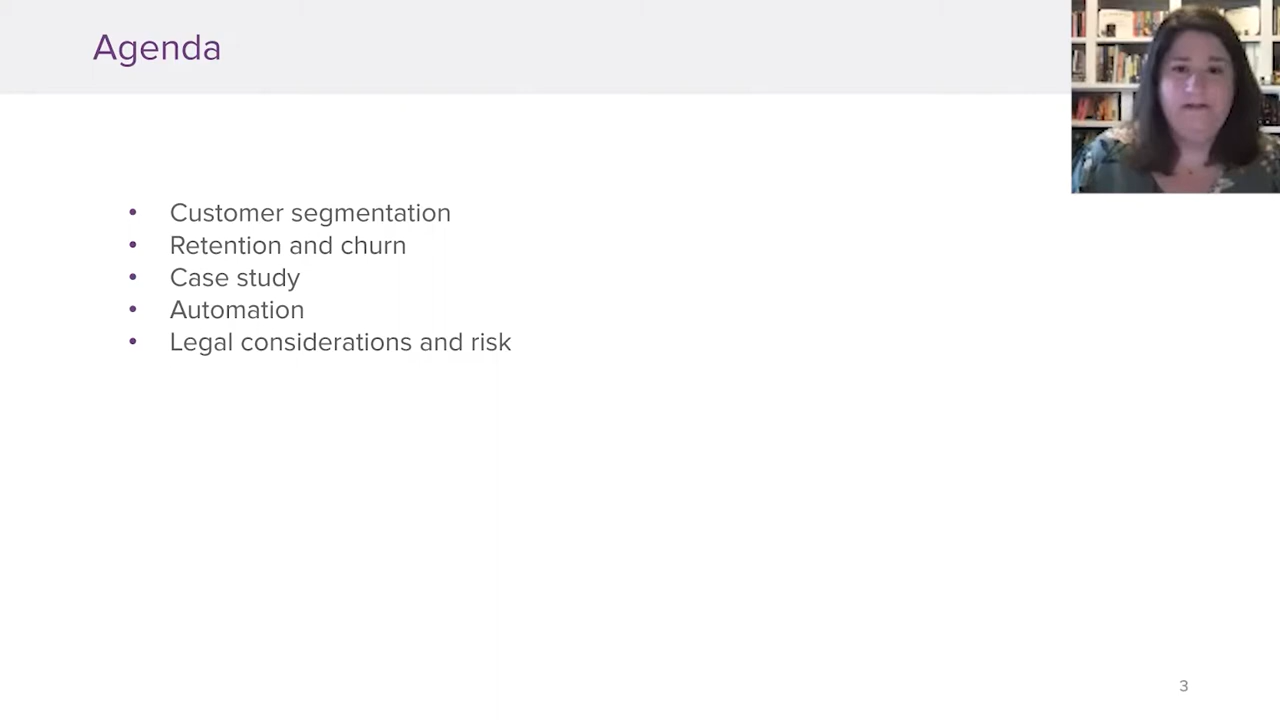 Agenda
• Customer segmentation
• Retention and churn
• Case study
• Automation
• Legal considerations and risk
3